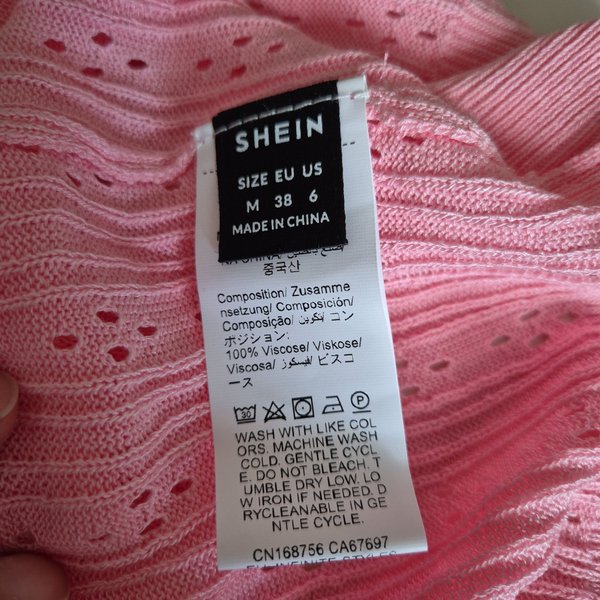 SHEIN
SIZE EU US
M 38 6
MADE IN CHINA
중국산
Composition/ Zusamme
nsetzung/ Composición/
Composição/ تكوين/ コン
ポジション:
100% Viscose/ Viskose/
Viscosa/ فيسكوز/ ビスコ
ース
30 P
WASH WITH LIKE COL
ORS. MACHINE WASH
COLD. GENTLE CYCL
E. DO NOT BLEACH. T
UMBLE DRY LOW. LO
W IRON IF NEEDED. D
RYCLEANABLE IN GE
NTLE CYCLE.
CN168756 CA67697